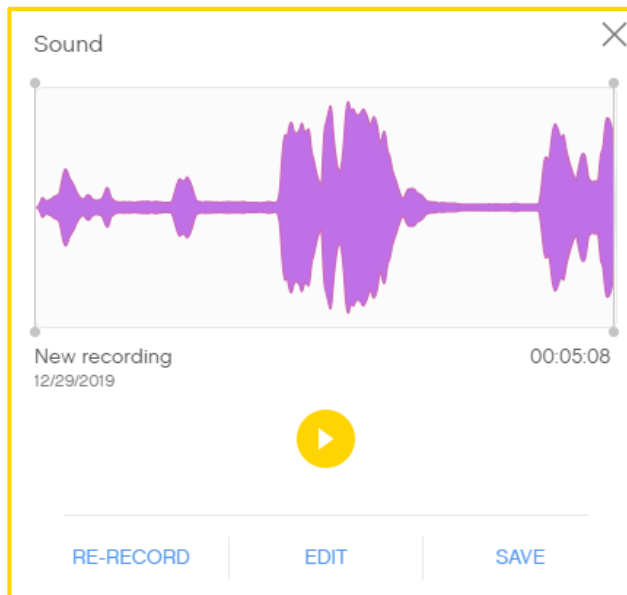 Sound
New recording
00:05:08
12/29/2019
RE-RECORD
EDIT
SAVE